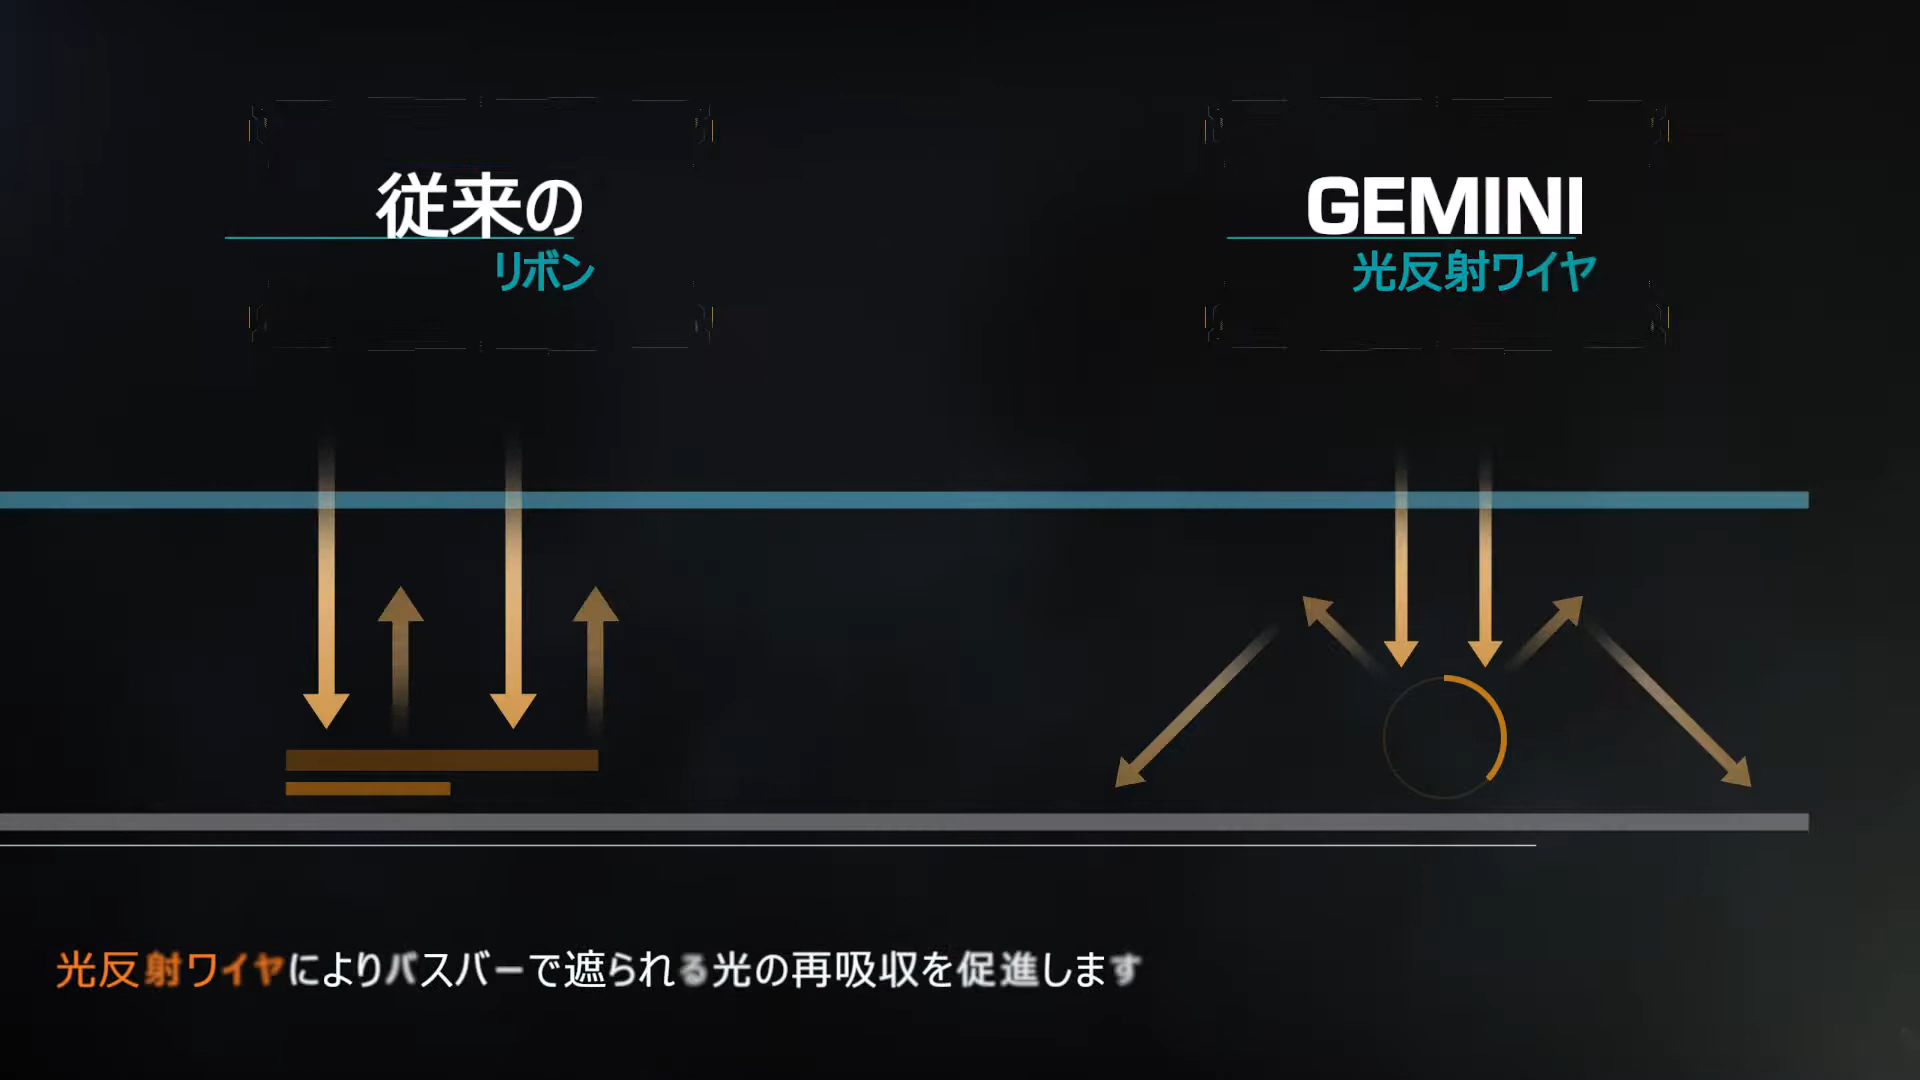 従来の
リボン
GEMINI
光反射ワイヤ
光反射ワイヤによりバスバーで遮られる光の再吸収を促進します